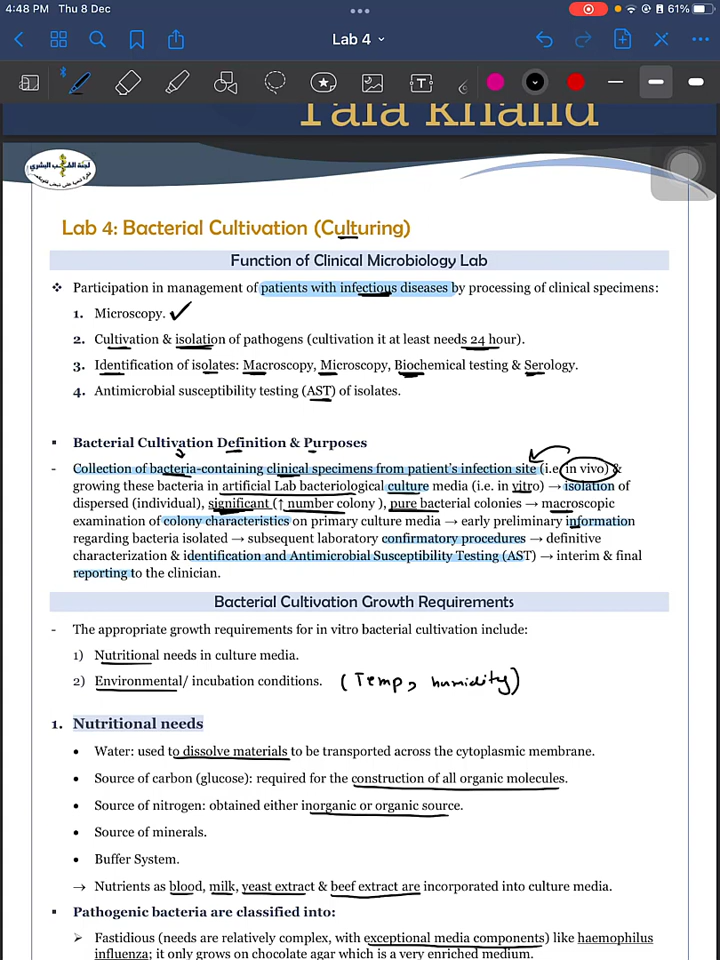 4:48 PM Thu 8 Dec
61%
Lab 4
Tala Khalid
لجنة الطب البشري
Lab 4: Bacterial Cultivation (Culturing)
Function of Clinical Microbiology Lab
❖ Participation in management of patients with infectious diseases by processing of clinical specimens:
1. Microscopy. ✓
2. Cultivation & isolation of pathogens (cultivation it at least needs 24 hour).
3. Identification of isolates: Macroscopy, Microscopy, Biochemical testing & Serology.
4. Antimicrobial susceptibility testing (AST) of isolates.
▪ Bacterial Cultivation Definition & Purposes
- Collection of bacteria-containing clinical specimens from patient's infection site (i.e. in vivo) &
growing these bacteria in artificial Lab bacteriological culture media (i.e. in vitro) → isolation of
dispersed (individual), significant (↑ number colony ), pure bacterial colonies → macroscopic
examination of colony characteristics on primary culture media → early preliminary information
regarding bacteria isolated → subsequent laboratory confirmatory procedures → definitive
characterization & identification and Antimicrobial Susceptibility Testing (AST) → interim & final
reporting to the clinician.
Bacterial Cultivation Growth Requirements
- The appropriate growth requirements for in vitro bacterial cultivation include:
1) Nutritional needs in culture media.
2) Environmental/ incubation conditions. (Temp, humidity)
1. Nutritional needs
• Water: used to dissolve materials to be transported across the cytoplasmic membrane.
• Source of carbon (glucose): required for the construction of all organic molecules.
• Source of nitrogen: obtained either inorganic or organic source.
• Source of minerals.
• Buffer System.
→ Nutrients as blood, milk, yeast extract & beef extract are incorporated into culture media.
▪ Pathogenic bacteria are classified into:
➢ Fastidious (needs are relatively complex, with exceptional media components) like haemophilus
influenza; it only grows on chocolate agar which is a very enriched medium.